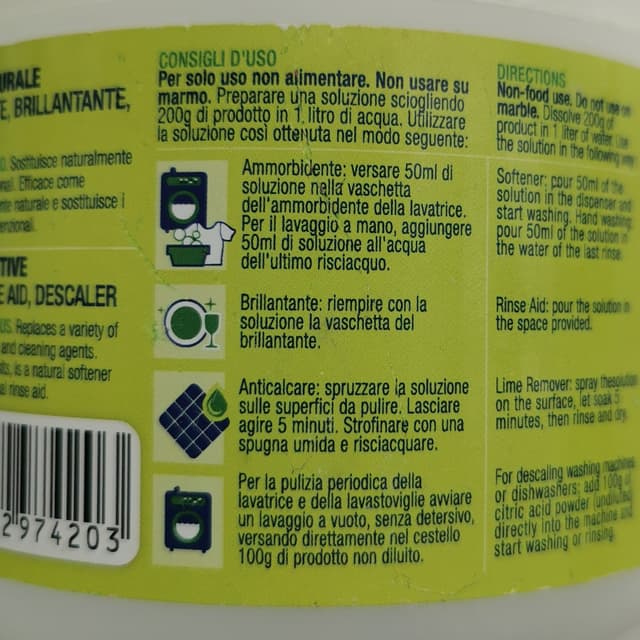 URALE
E, BRILLANTANTE,
O. Sostituisce naturalmente
nali. Efficace come
nte naturale e sostituisce i
enzionali.
TIVE
E AID, DESCALER
US. Replaces a variety of
and cleaning agents.
is a natural softener
al rinse aid.
2974203
CONSIGLI D'USO
Per solo uso non alimentare. Non usare su
marmo. Preparare una soluzione sciogliendo
200g di prodotto in 1 litro di acqua. Utilizzare
la soluzione così ottenuta nel modo seguente:
Ammorbidente: versare 50ml di
soluzione nalla vaschetta
dell'ammorbidente della lavatrice.
Per il lavaggio a mano, aggiungere
50ml di soluzione all'acqua
dell'ultimo risciacquo.
Brillantante: riempire con la
soluzione la vaschetta del
brillantante.
Anticalcare: spruzzare la soluzione
sulle superfici da pulire. Lasciare
agire 5 minuti. Strofinare con una
spugna umida e risciacquare.
Per la pulizia periodica della
lavatrice e della lavastoviglie avviare
un lavaggio a vuoto, senza detersivo,
versando direttamente nel cestello
100g di prodotto non diluito.
DIRECTIONS
Non-food use. Do not use on
marble. Dissolve 200g of
product in 1 liter of water. Use
the solution in the following way:
Softener: pour 50ml of the
solution in the dispenser and
start washing. Hand washing:
pour 50ml of the solution in
the water of the last rinse.
Rinse Aid: pour the solution in
the space provided.
Lime Remover: spray thesolution
on the surface, let soak 5
minutes, then rinse and dry.
For descaling washing machines
or dishwashers: add 100g of
citric acid powder (undiluted)
directly into the machine and
start washing or rinsing.